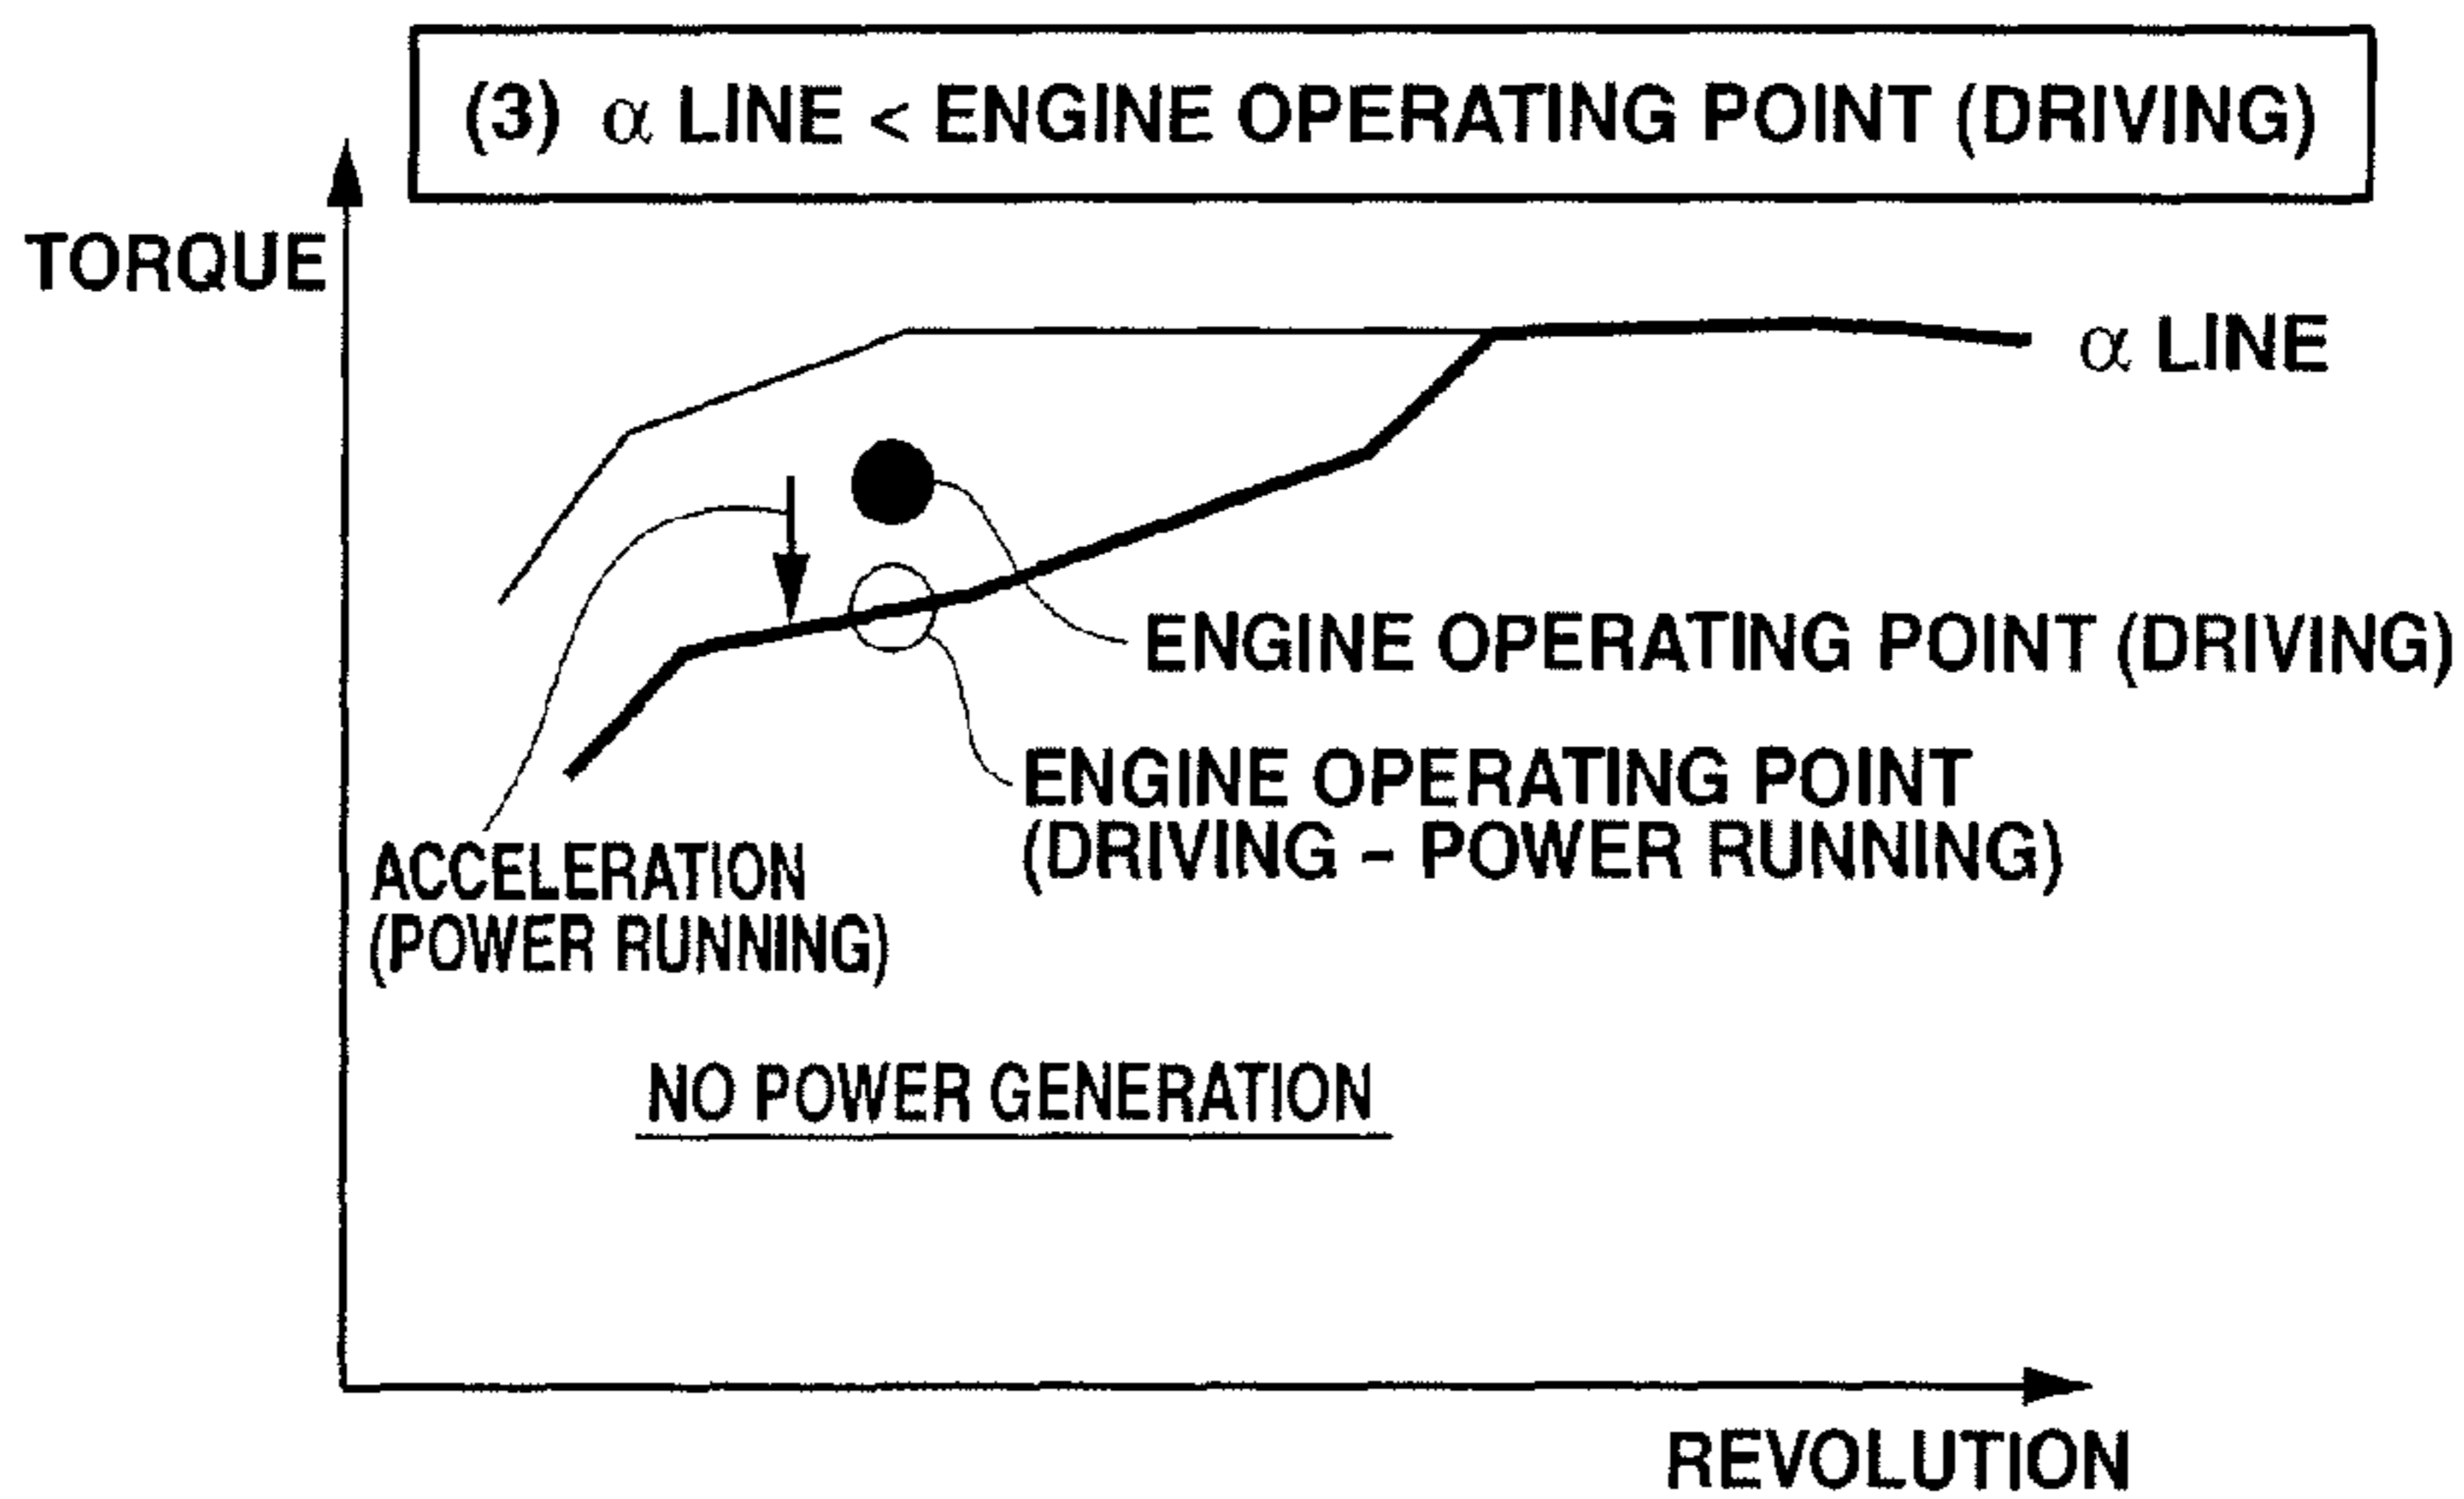 (3) α LINE < ENGINE OPERATING POINT (DRIVING)
TORQUE
α LINE
ENGINE OPERATING POINT (DRIVING)
ENGINE OPERATING POINT
(DRIVING – POWER RUNNING)
ACCELERATION
(POWER RUNNING)
NO POWER GENERATION
REVOLUTION